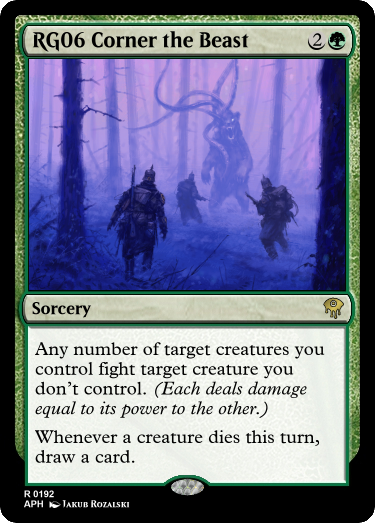 RG06 Corner the Beast 2
Sorcery
Any number of target creatures you
control fight target creature you
don't control. (Each deals damage
equal to its power to the other.)
Whenever a creature dies this turn,
draw a card.
R 0192
APH Jakub Rozalski